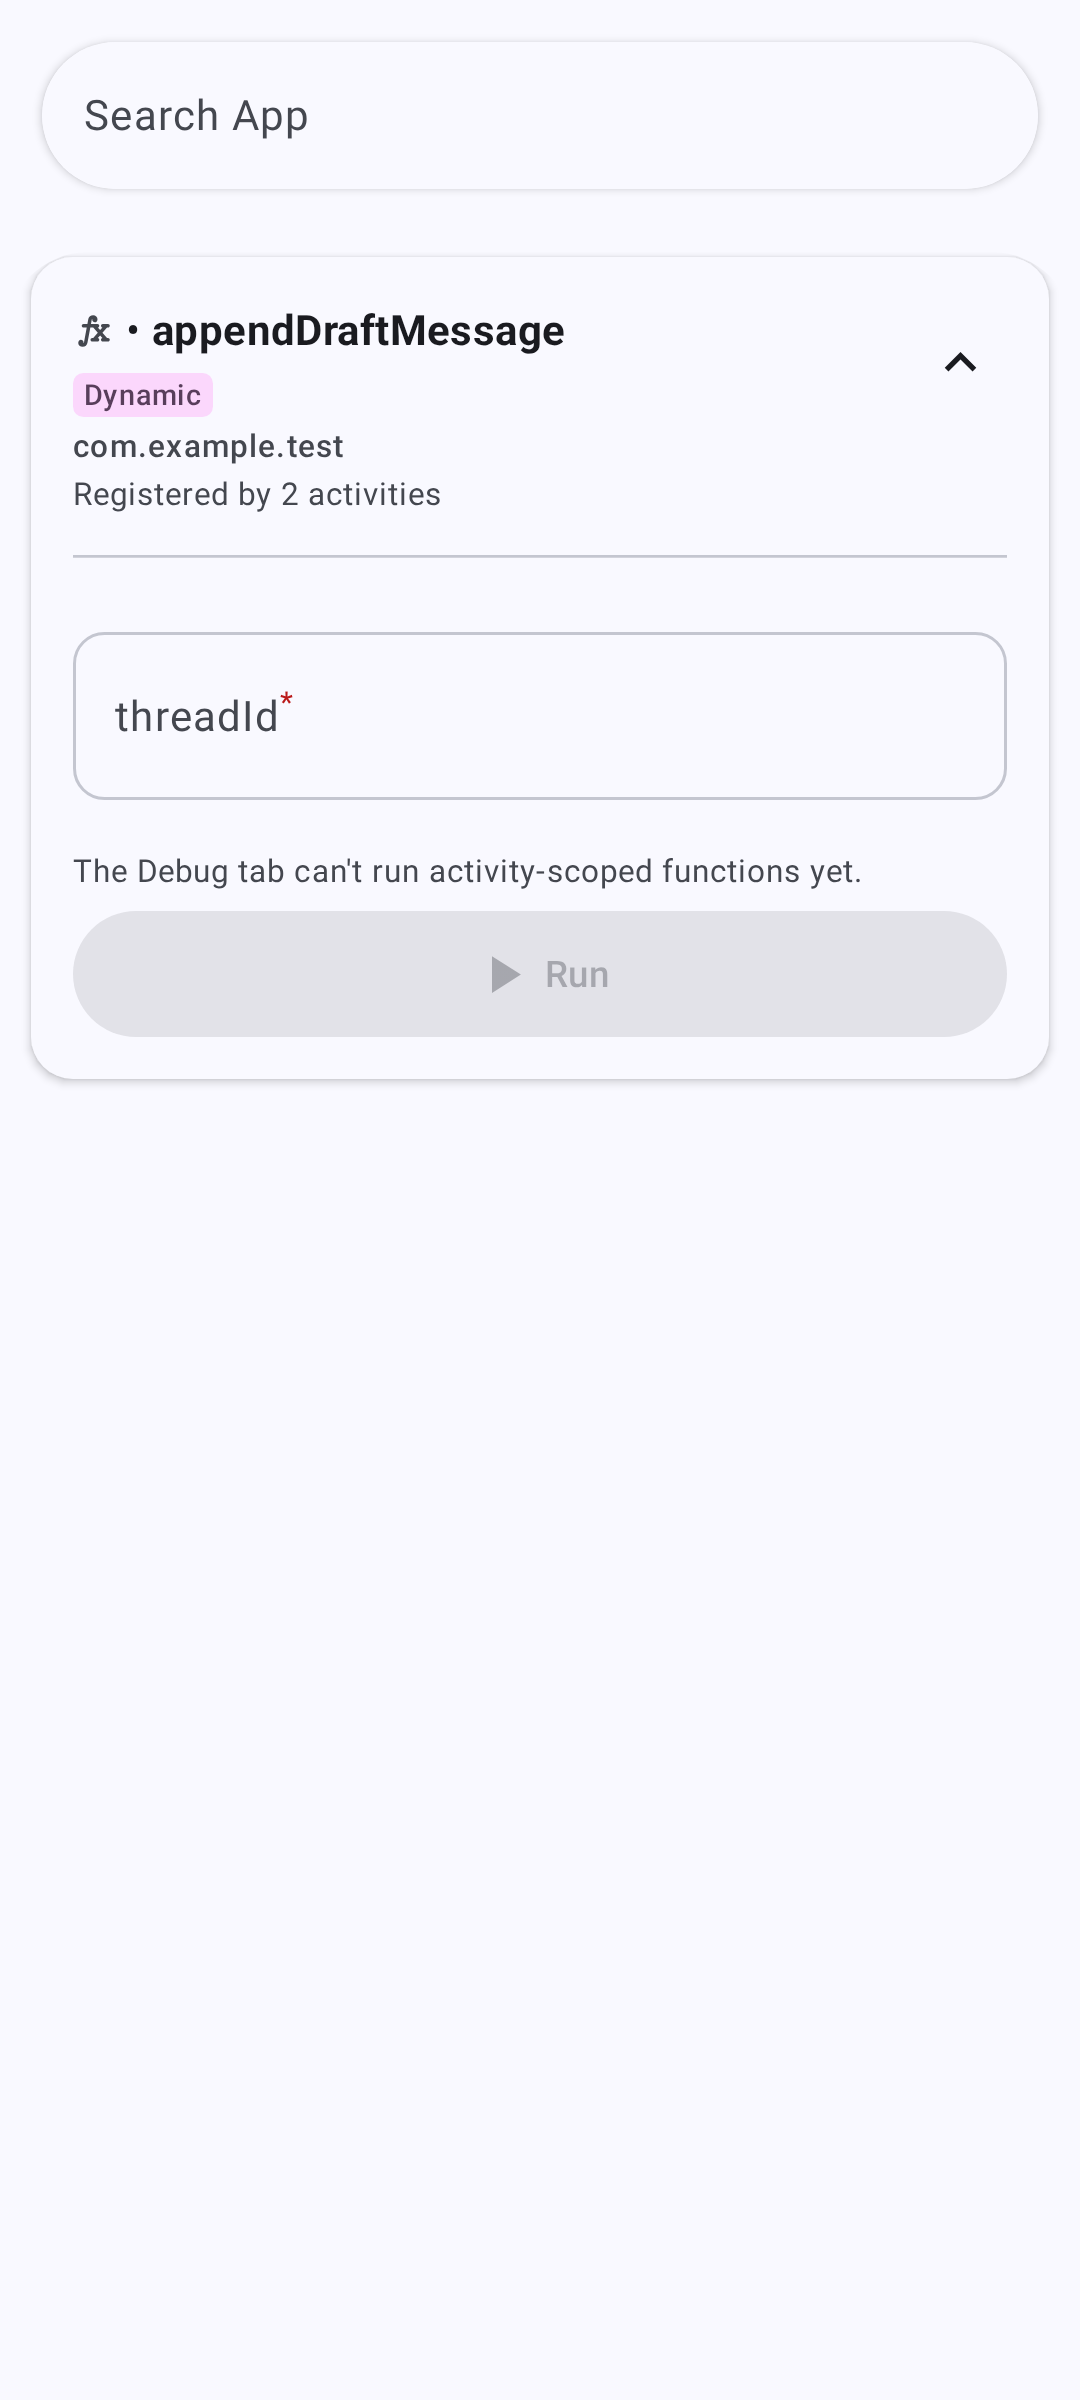 Search App
fx • appendDraftMessage
Dynamic
com.example.test
Registered by 2 activities
threadId*
The Debug tab can't run activity-scoped functions yet.
Run